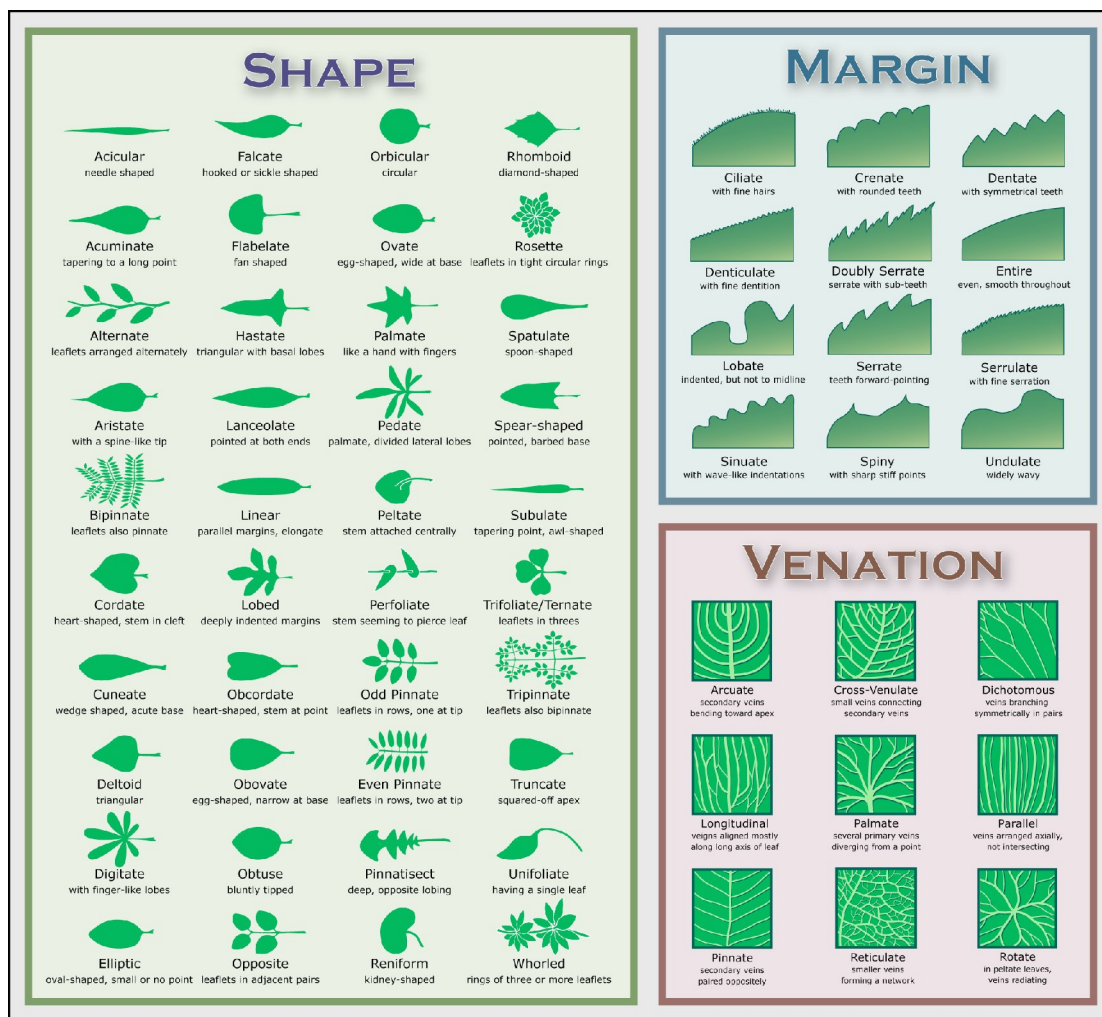 SHAPE
Acicular
needle shaped
Falcate
hooked or sickle shaped
Orbicular
circular
Rhomboid
diamond-shaped
Acuminate
tapering to a long point
Flabelate
fan shaped
Ovate
egg-shaped, wide at base
Rosette
leaflets in tight circular rings
Alternate
leaflets arranged alternately
Hastate
triangular with basal lobes
Palmate
like a hand with fingers
Spatulate
spoon-shaped
Aristate
with a spine-like tip
Lanceolate
pointed at both ends
Pedate
palmate, divided lateral lobes
Spear-shaped
pointed, barbed base
Bipinnate
leaflets also pinnate
Linear
parallel margins, elongate
Peltate
stem attached centrally
Subulate
tapering point, awl-shaped
Cordate
heart-shaped, stem in cleft
Lobed
deeply indented margins
Perfoliate
stem seeming to pierce leaf
Trifoliate/Ternate
leaflets in threes
Cuneate
wedge shaped, acute base
Obcordate
heart-shaped, stem at point
Odd Pinnate
leaflets in rows, one at tip
Tripinnate
leaflets also bipinnate
Deltoid
triangular
Obovate
egg-shaped, narrow at base
Even Pinnate
leaflets in rows, two at tip
Truncate
squared-off apex
Digitate
with finger-like lobes
Obtuse
bluntly tipped
Pinnatisect
deep, opposite lobing
Unifoliate
having a single leaf
Elliptic
oval-shaped, small or no point
Opposite
leaflets in adjacent pairs
Reniform
kidney-shaped
Whorled
rings of three or more leaflets
MARGIN
Ciliate
with fine hairs
Crenate
with rounded teeth
Dentate
with symmetrical teeth
Denticulate
with fine dentition
Doubly Serrate
serrate with sub-teeth
Entire
even, smooth throughout
Lobate
indented, but not to midline
Serrate
teeth forward-pointing
Serrulate
with fine serration
Sinuate
with wave-like indentations
Spiny
with sharp stiff points
Undulate
widely wavy
VENATION
Arcuate
secondary veins
bending toward apex
Cross-Venulate
small veins connecting
secondary veins
Dichotomous
veins branching
symmetrically in pairs
Longitudinal
veigns aligned mostly
along long axis of leaf
Palmate
several primary veins
diverging from a point
Parallel
veins arranged axially,
not intersecting
Pinnate
secondary veins
paired oppositely
Reticulate
smaller veins
forming a network
Rotate
in peltate leaves,
veins radiating